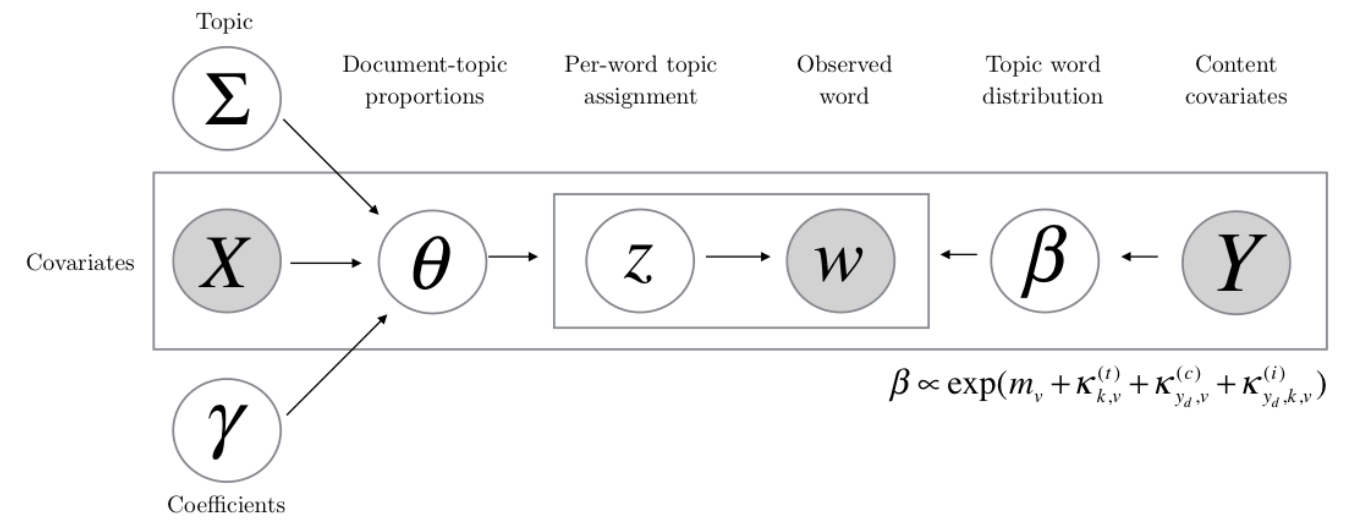 Topic
Σ
Document-topic
proportions
Per-word topic
assignment
Observed
word
Topic word
distribution
Content
covariates
Covariates
X
θ
z
w
β
Y
β ∝ exp(m_v + κ^{(t)}_{k,v} + κ^{(c)}_{y_d,v} + κ^{(i)}_{y_d,k,v})
γ
Coefficients